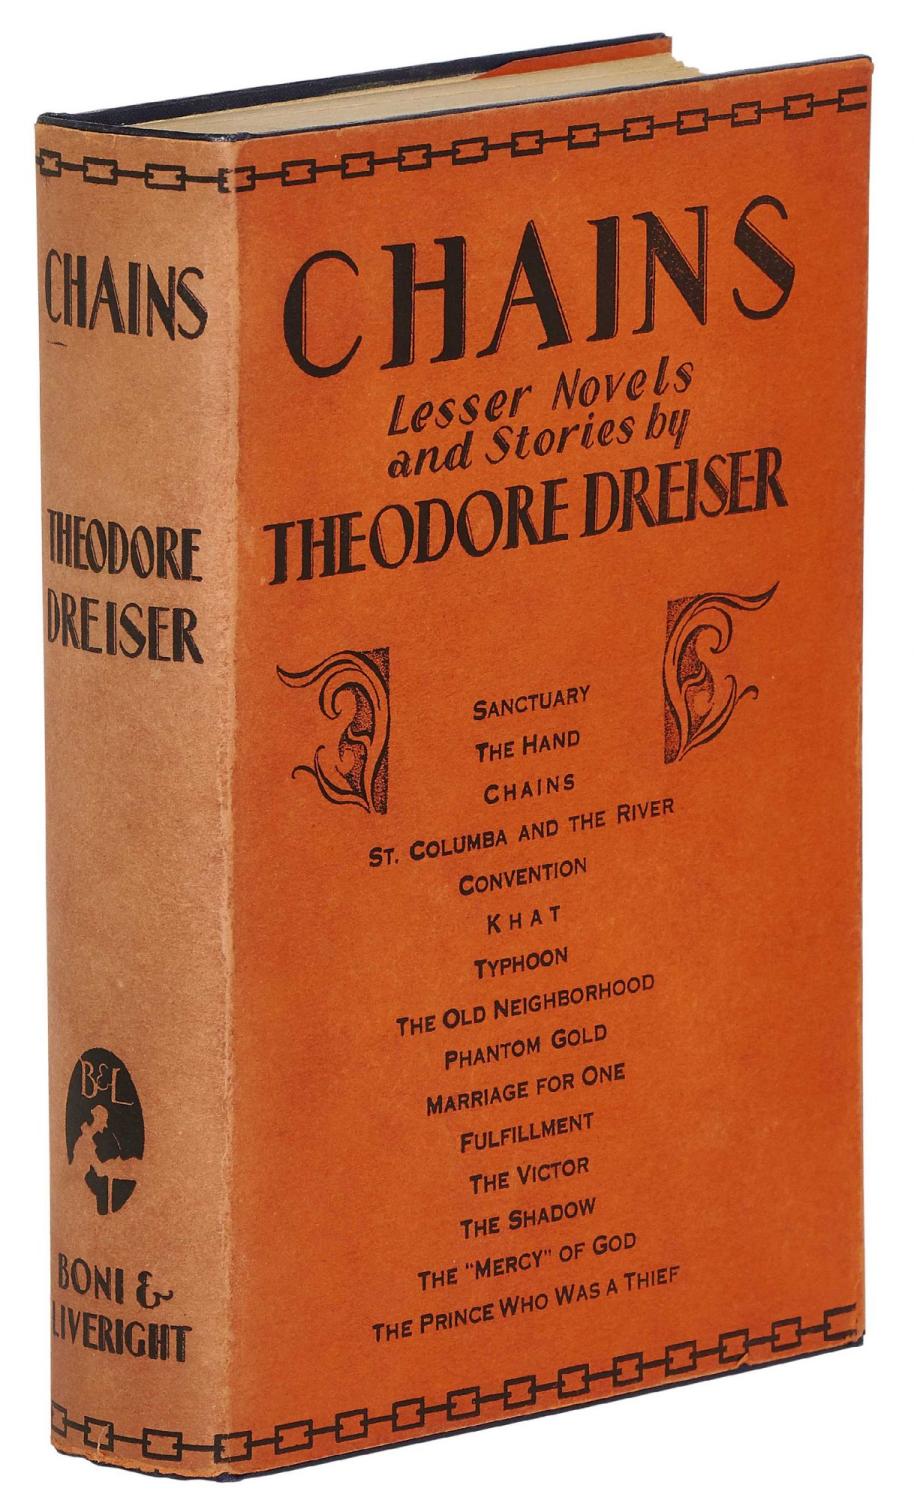 CHAINS
THEODORE
DREISER
B&L
BONI &
LIVERIGHT
CHAINS
Lesser Novels
and Stories by
THEODORE DREISER
SANCTUARY
THE HAND
CHAINS
ST. COLUMBA AND THE RIVER
CONVENTION
KHAT
TYPHOON
THE OLD NEIGHBORHOOD
PHANTOM GOLD
MARRIAGE FOR ONE
FULFILLMENT
THE VICTOR
THE SHADOW
THE "MERCY" OF GOD
THE PRINCE WHO WAS A THIEF